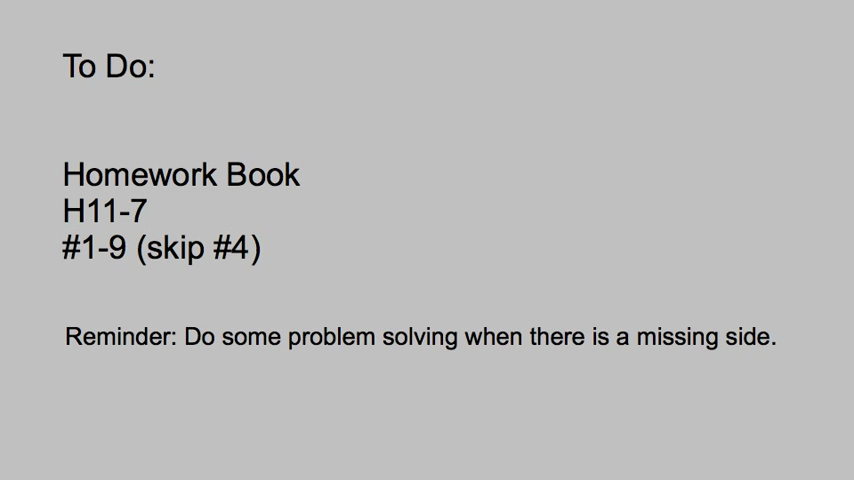 To Do:
Homework Book
H11-7
#1-9 (skip #4)
Reminder: Do some problem solving when there is a missing side.